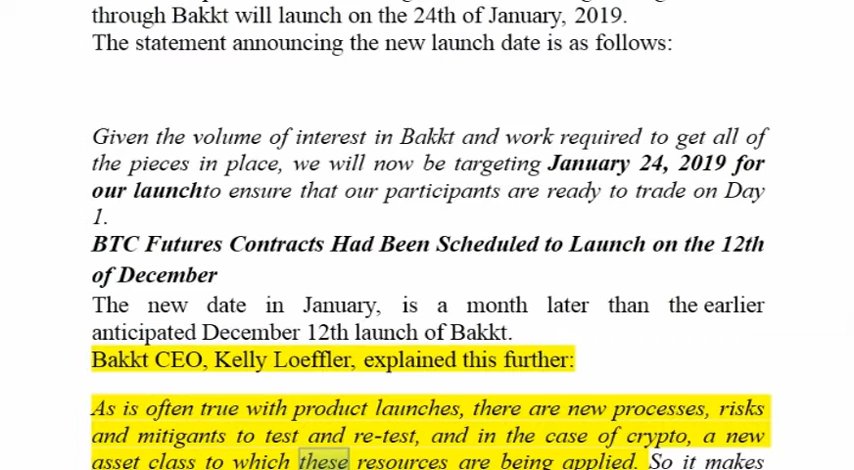 through Bakkt will launch on the 24th of January, 2019.
The statement announcing the new launch date is as follows:
Given the volume of interest in Bakkt and work required to get all of
the pieces in place, we will now be targeting January 24, 2019 for
our launchto ensure that our participants are ready to trade on Day
1.
BTC Futures Contracts Had Been Scheduled to Launch on the 12th
of December
The new date in January, is a month later than the earlier
anticipated December 12th launch of Bakkt.
Bakkt CEO, Kelly Loeffler, explained this further:
As is often true with product launches, there are new processes, risks
and mitigants to test and re-test, and in the case of crypto, a new
asset class to which these resources are being applied. So it makes